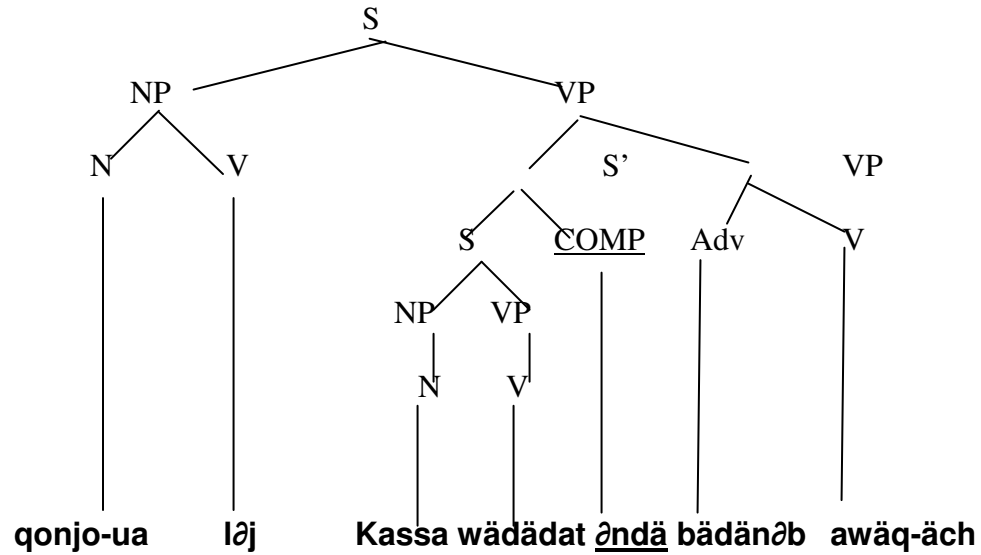 S
NP VP
N V S’ VP
S COMP Adv V
NP VP
N V
qonjo-ua l∂j Kassa wädädat ∂ndä bädän∂b awäq-äch